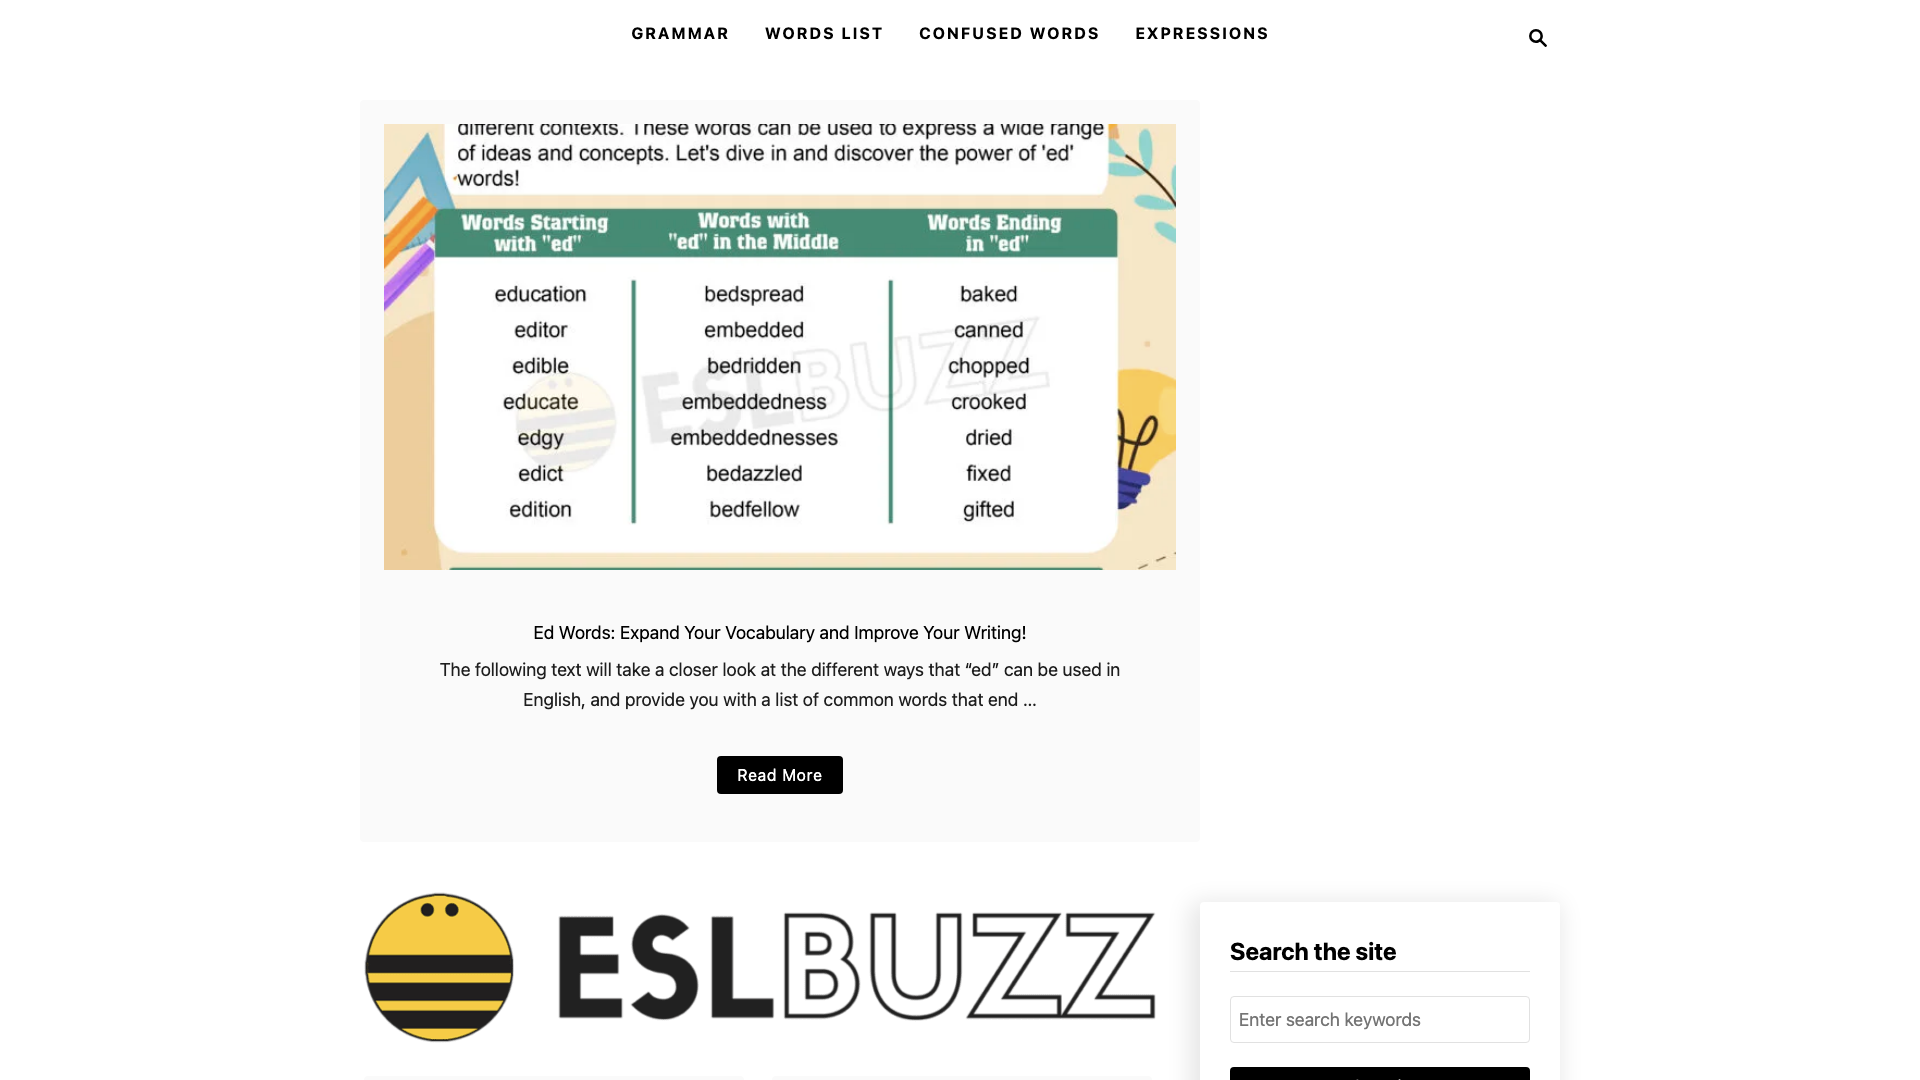 GRAMMAR WORDS LIST CONFUSED WORDS EXPRESSIONS
different contexts. These words can be used to express a wide range
of ideas and concepts. Let's dive in and discover the power of 'ed'
words!
Words Starting with "ed"
Words with "ed" in the Middle
Words Ending in "ed"
education bedspread baked
editor embedded canned
edible bedridden chopped
educate embeddedness crooked
edgy embeddednesses dried
edict bedazzled fixed
edition bedfellow gifted
ESLBUZZ
Ed Words: Expand Your Vocabulary and Improve Your Writing!
The following text will take a closer look at the different ways that “ed” can be used in
English, and provide you with a list of common words that end ...
Read More
ESLBUZZ
Search the site
Enter search keywords